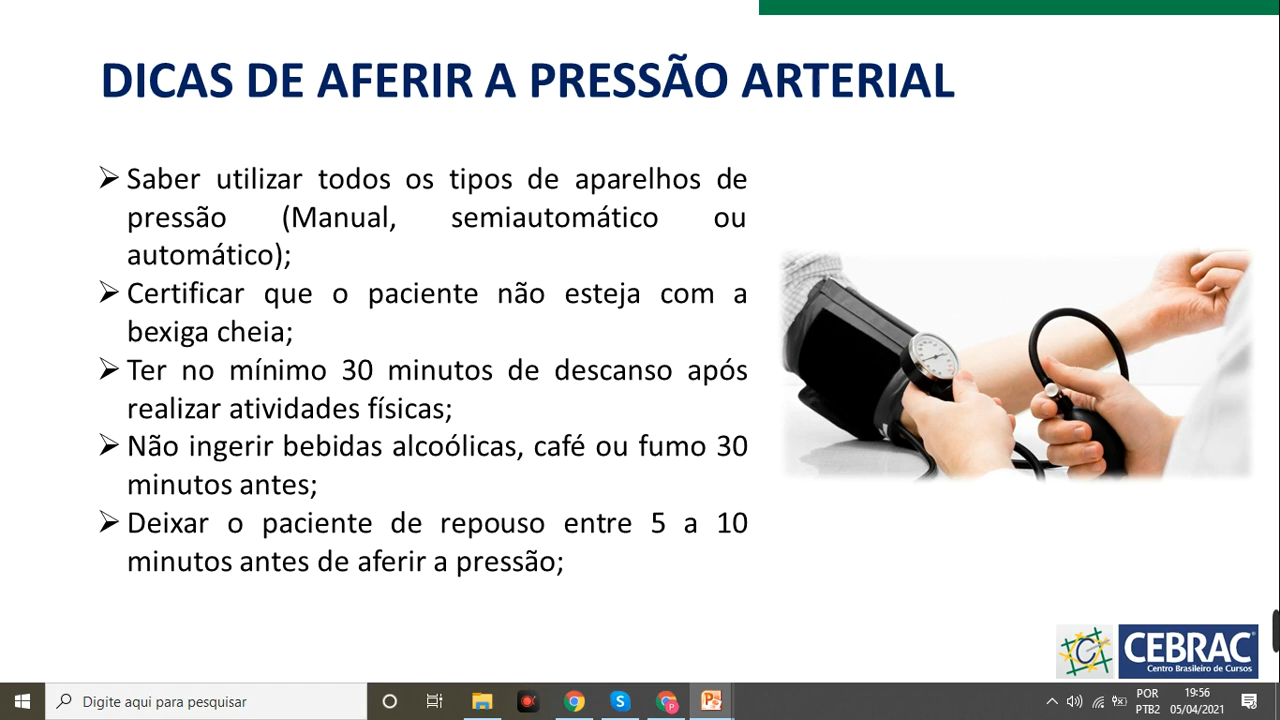 DICAS DE AFERIR A PRESSÃO ARTERIAL
➢ Saber utilizar todos os tipos de aparelhos de
pressão (Manual, semiautomático ou
automático);
➢ Certificar que o paciente não esteja com a
bexiga cheia;
➢ Ter no mínimo 30 minutos de descanso após
realizar atividades físicas;
➢ Não ingerir bebidas alcoólicas, café ou fumo 30
minutos antes;
➢ Deixar o paciente de repouso entre 5 a 10
minutos antes de aferir a pressão;
C CEBRAC®
Centro Brasileiro de Cursos
Digite aqui para pesquisar
POR
PTB2
19:56
05/04/2021